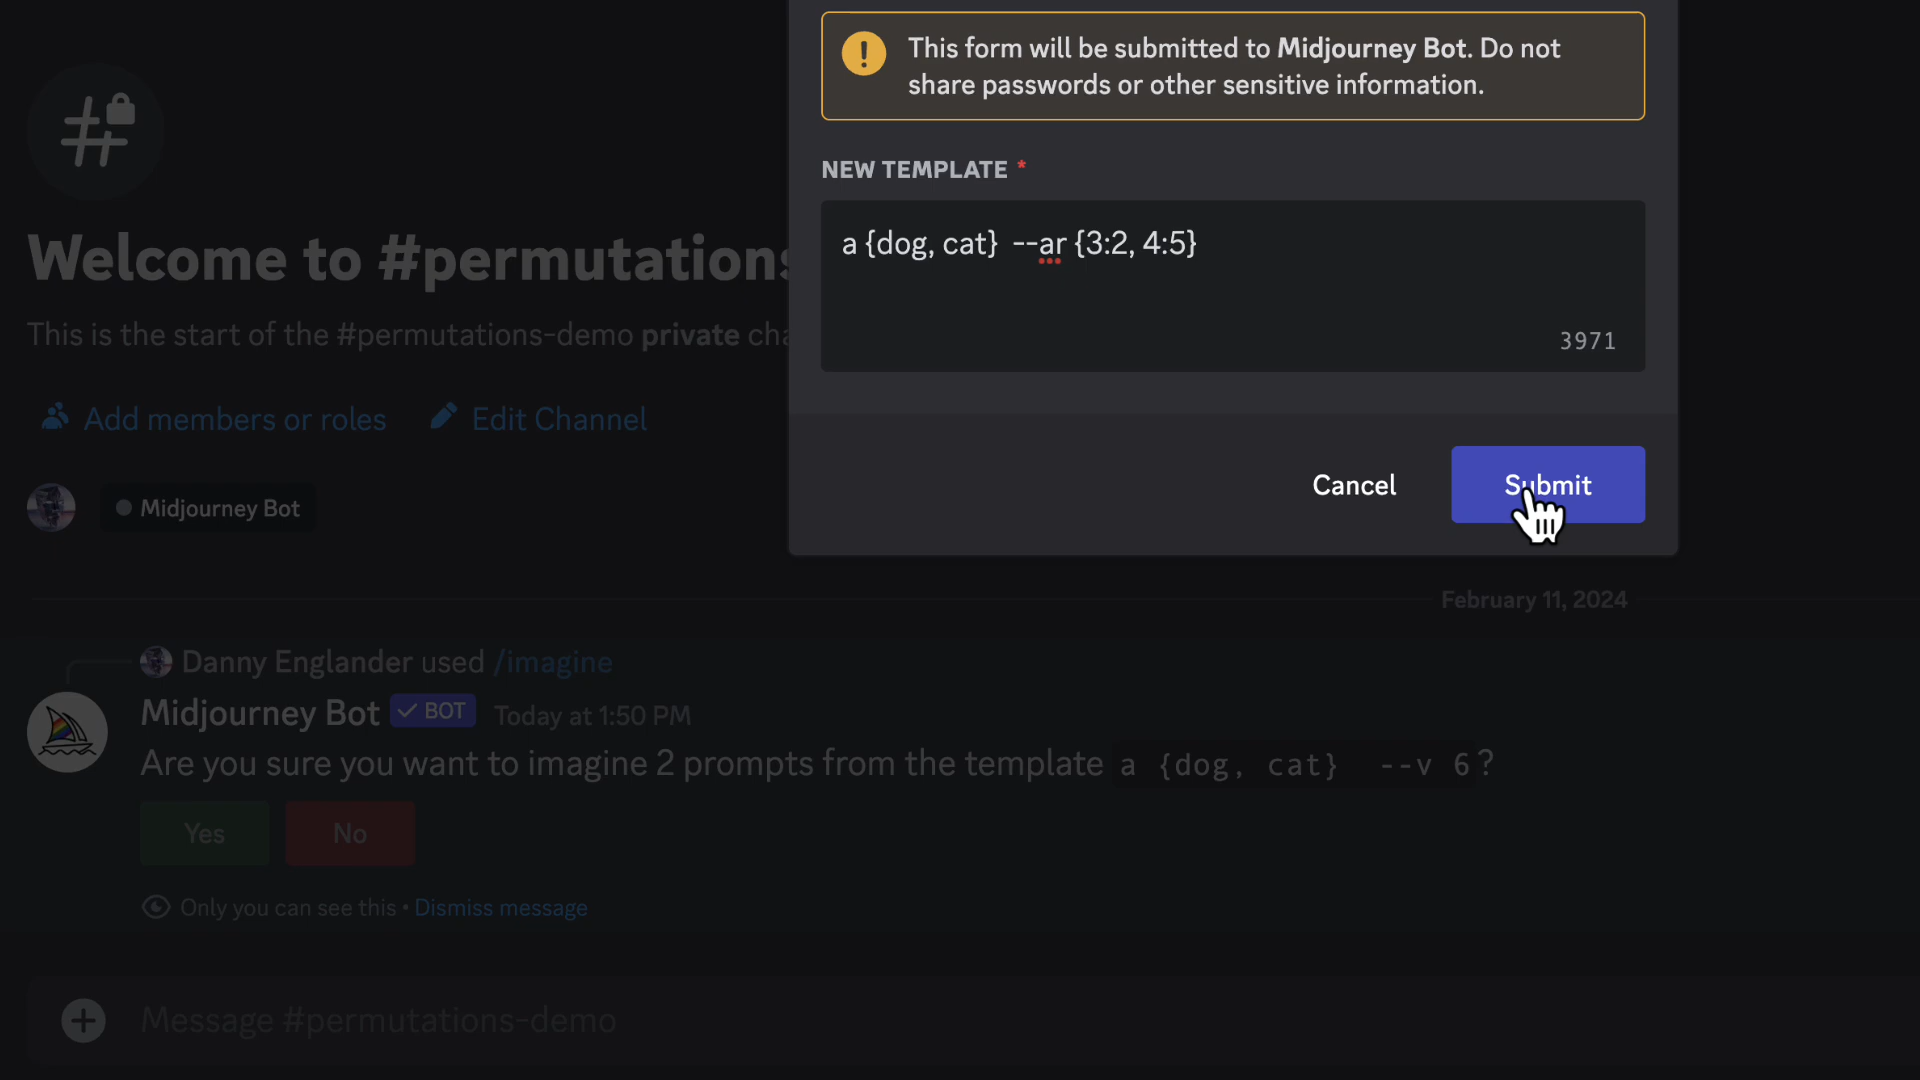 This form will be submitted to Midjourney Bot. Do not
share passwords or other sensitive information.
NEW TEMPLATE *
a {dog, cat}  --ar {3:2, 4:5}
3971
Cancel
Submit
Welcome to #permutations
This is the start of the #permutations-demo private cha
Add members or roles
Edit Channel
Midjourney Bot
February 11, 2024
Danny Englander used /imagine
Midjourney Bot ✓ BOT Today at 1:50 PM
Are you sure you want to imagine 2 prompts from the template a {dog, cat}  --v 6?
Yes
No
Only you can see this • Dismiss message
Message #permutations-demo